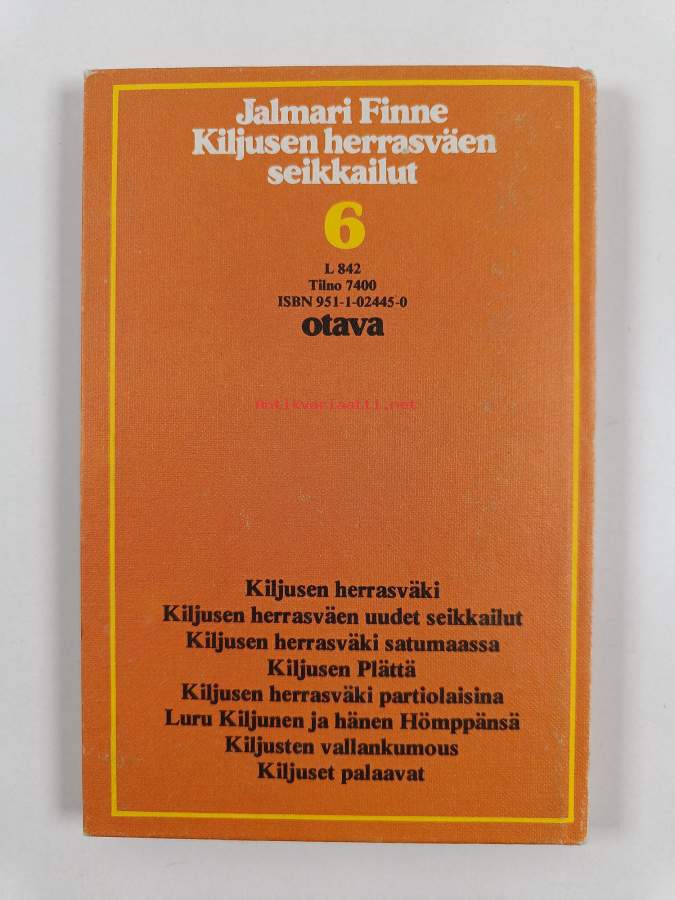 Jalmari Finne
Kiljusen herrasväen
seikkailut
6
L 842
Tilno 7400
ISBN 951-1-02445-0
otava
Antikvariaatti.net
Kiljusen herrasväki
Kiljusen herrasväen uudet seikkailut
Kiljusen herrasväki satumaassa
Kiljusen Plättä
Kiljusen herrasväki partiolaisina
Luru Kiljunen ja hänen Hömppänsä
Kiljusten vallankumous
Kiljuset palaavat